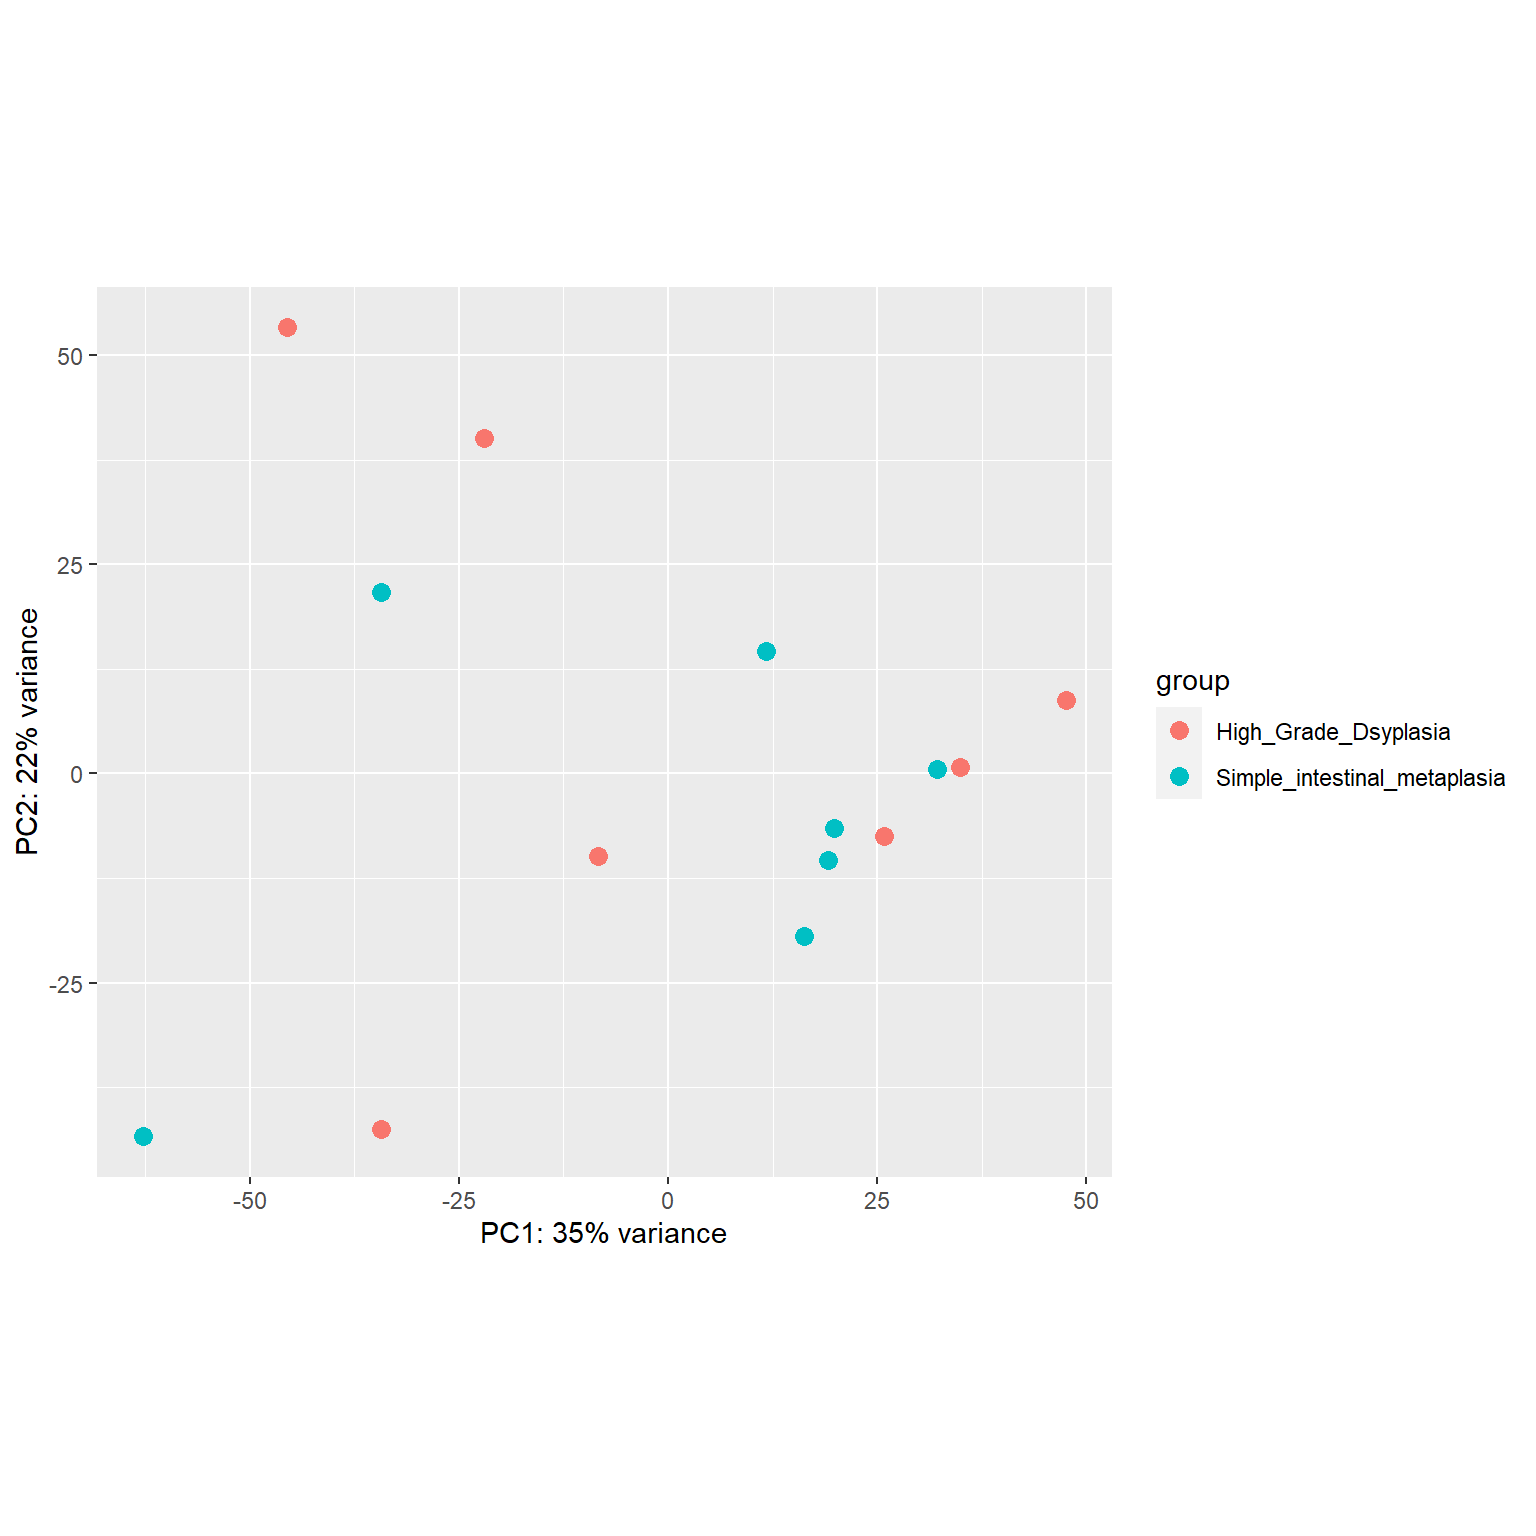 50
25
0
-25
PC2: 22% variance
-50
-25
0
25
50
PC1: 35% variance
group
High_Grade_Dsyplasia
Simple_intestinal_metaplasia